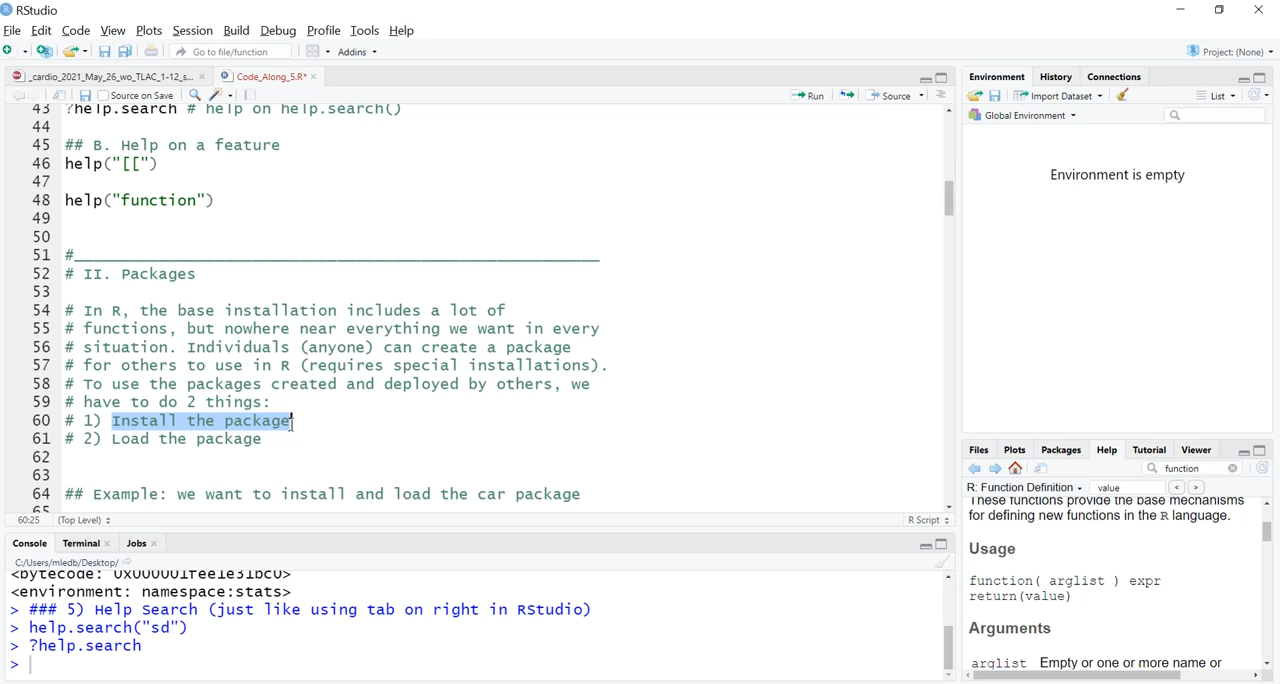 RStudio
File Edit Code View Plots Session Build Debug Profile Tools Help
Go to file/function Addins Project: (None)
_cardio_2021_May_26_wo_TLAC_1-12_s... Code_Along_5.R*
Source on Save Run Source
43 ?help.search # help on help.search()
44
45 ## B. Help on a feature
46 help("[[")
47
48 help("function")
49
50
51 #______________________________________________________
52 # II. Packages
53
54 # In R, the base installation includes a lot of
55 # functions, but nowhere near everything we want in every
56 # situation. Individuals (anyone) can create a package
57 # for others to use in R (requires special installations).
58 # To use the packages created and deployed by others, we
59 # have to do 2 things:
60 # 1) Install the package
61 # 2) Load the package
62
63
64 ## Example: we want to install and load the car package
65
60:25 (Top Level) R Script
Console Terminal Jobs
C:/Users/mledb/Desktop/
<environment: namespace:stats>
> ### 5) Help Search (just like using tab on right in RStudio)
> help.search("sd")
> ?help.search
>
Environment History Connections
Import Dataset List
Global Environment
Environment is empty
Files Plots Packages Help Tutorial Viewer
function
R: Function Definition value
These functions provide the base mechanisms
for defining new functions in the R language.
Usage
function( arglist ) expr
return(value)
Arguments
arglist Empty or one or more name or